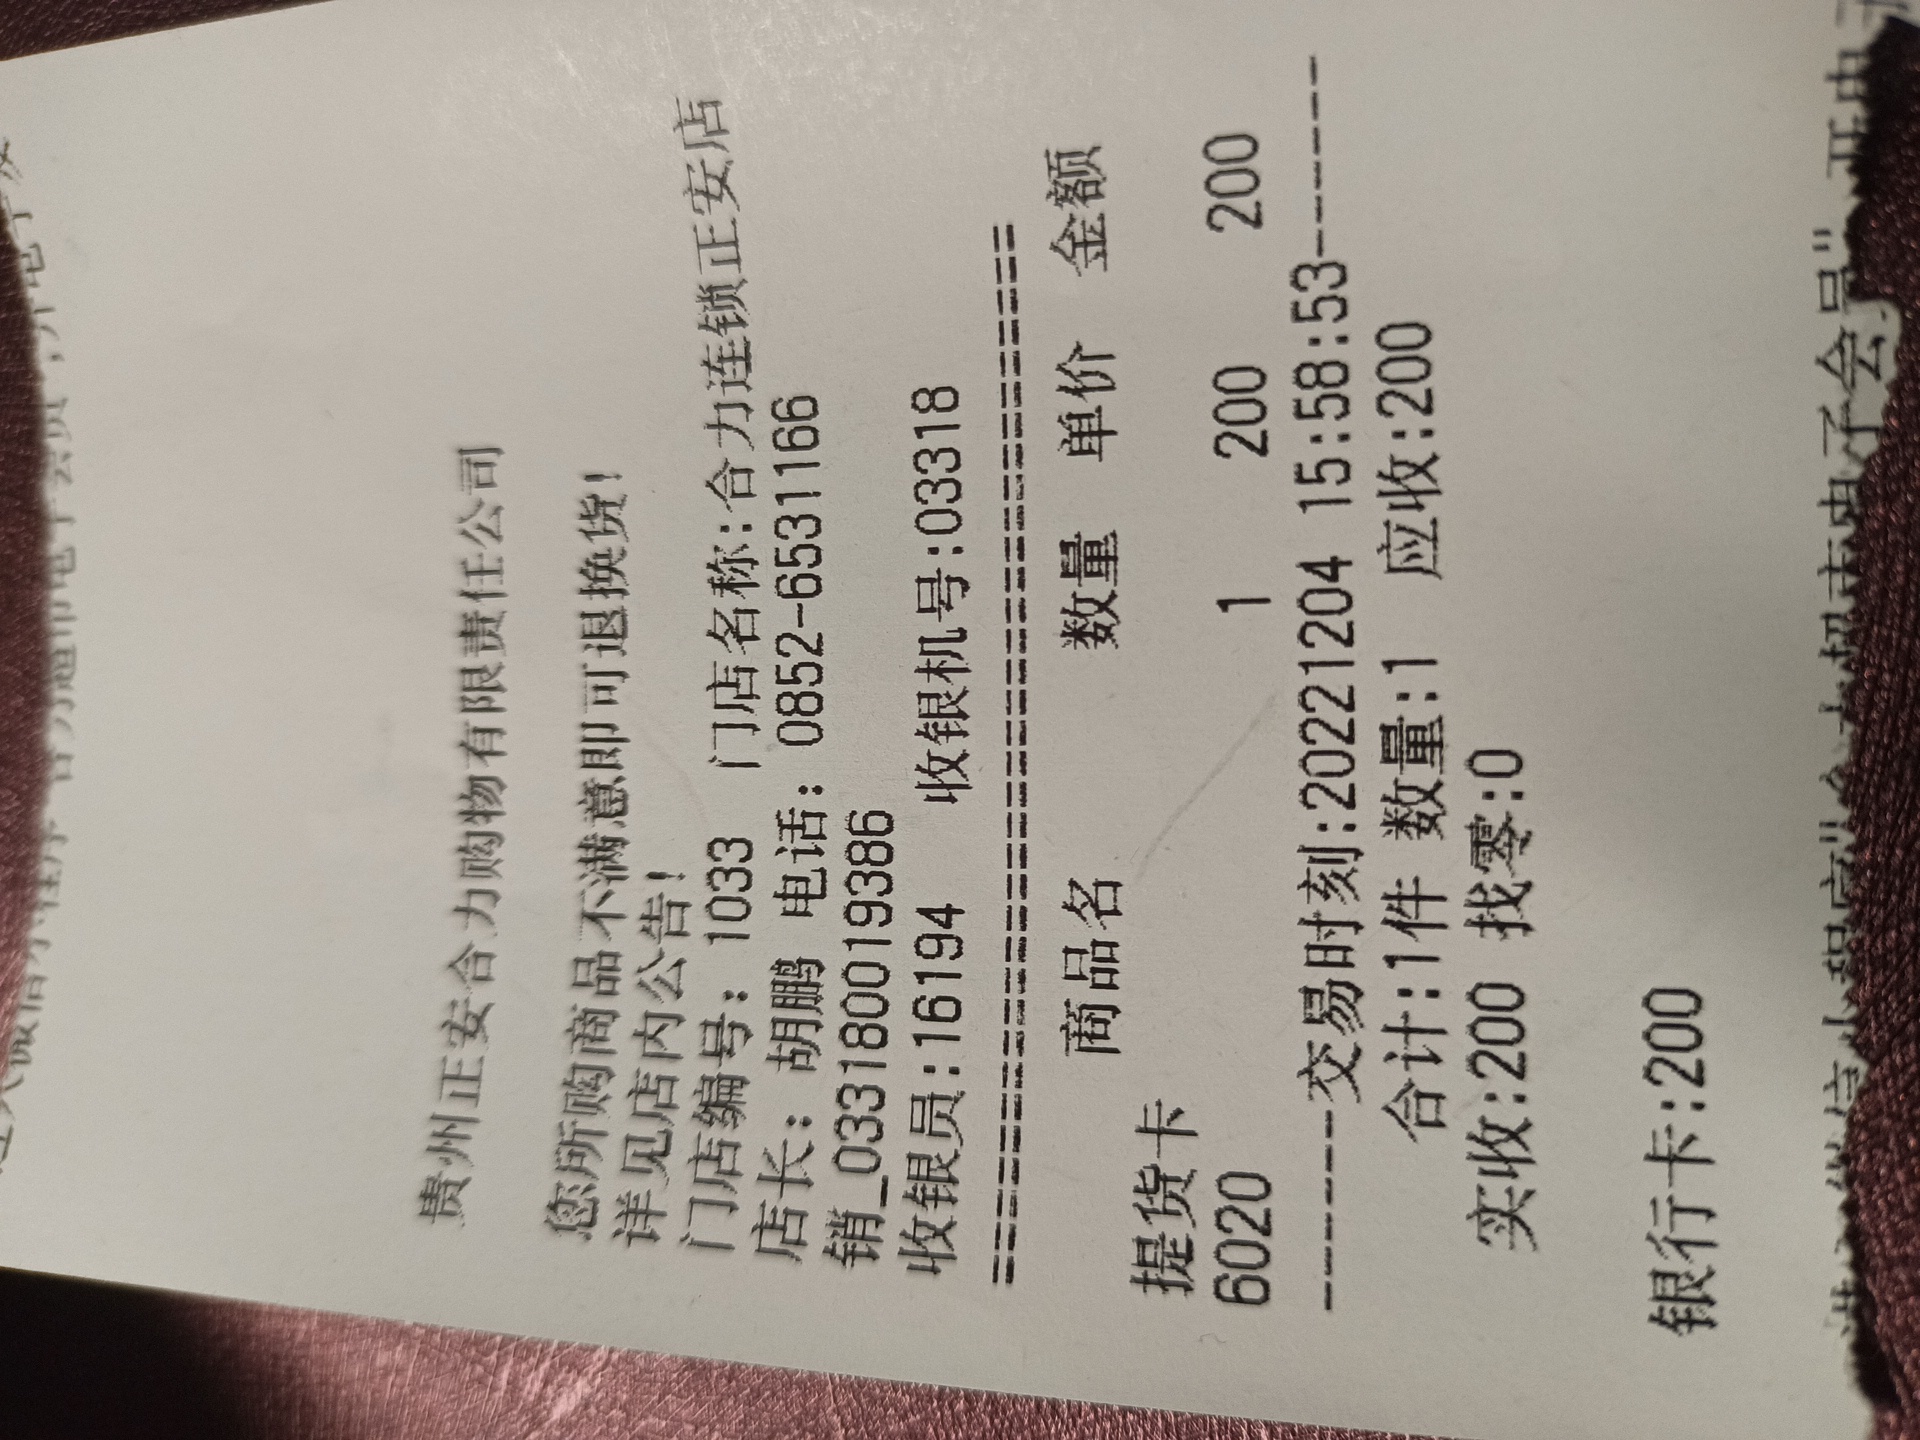 贵州正安合力购物有限责任公司
您所购商品不满意即可退换货!
详见店内公告!
门店编号: 1033 门店名称:合力连锁正安店
店长: 胡鹏 电话: 0852-6531166
销_033180019386
收银员:16194 收银机号:03318
==========================================
商品名 数量 单价 金额
提货卡
6020 1 200 200
--------交易时刻:20221204 15:58:53--------
合计:1件 数量:1 应收:200
实收:200 找零:0
银行卡:200
电子会员"